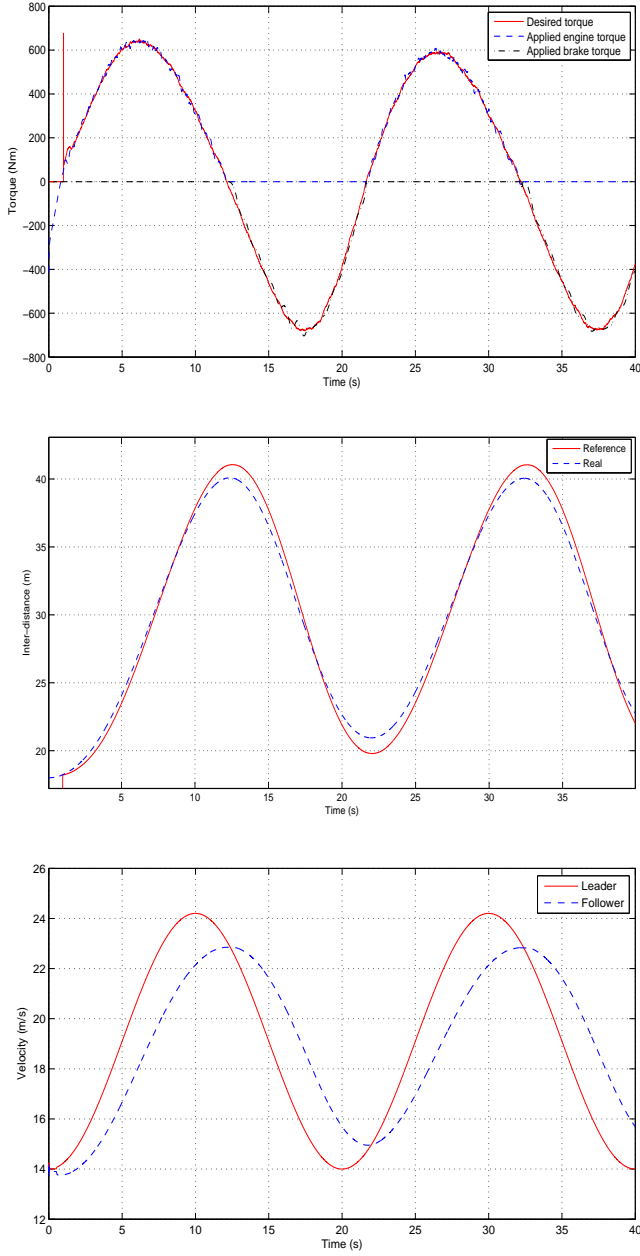 800
600
400
200
0
−200
−400
−600
−800
Torque (Nm)
Desired torque
Applied engine torque
Applied brake torque
0 5 10 15 20 25 30 35 40
Time (s)
40
35
30
25
20
Inter−distance (m)
Reference
Real
5 10 15 20 25 30 35
Time (s)
26
24
22
20
18
16
14
12
Velocity (m/s)
Leader
Follower
0 5 10 15 20 25 30 35 40
Time (s)